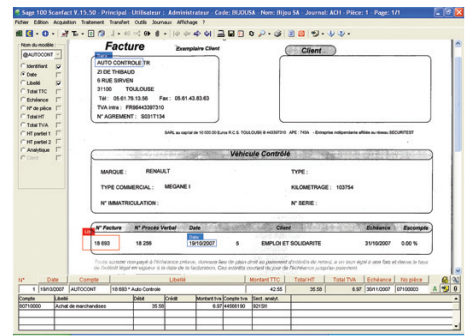 Sage 100 Scanfact V.15.50 - Principal - Utilisateur : Administrateur - Code: BIJOUSA - Nom: Bijou SA - Journal: ACH - Pièce: 1 - Page: 1/1
Fichier Edition Acquisition Traitement Transfert Outils Journaux Affichage ?
Nom du modèle :
@AUTOCONT
Identifiant
Date
Libellé
Total TTC
Echéance
N° de pièce
Total HT
Total TVA
HT partiel 1
HT partiel 2
Analytique
Client
Facture
Exemplaire Client
Client
AUTO CONTROLE TR
ZI DE THIBAUD
6 RUE SIRVEN
31100 TOULOUSE
Tél : 05.61.76.13.56 Fax : 05.61.43.83.63
TVA Intra : FR96443397310
N° AGREMENT : S031T134
Véhicule Contrôlé
MARQUE : RENAULT
TYPE :
TYPE COMMERCIAL : MEGANE I
KILOMETRAGE : 103754
N° IMMATRICULATION :
N° SERIE :
N° Facture N° Procès Verbal Date Client Echéance Escompte
Date
18 693 18 256 19/10/2007 5 EMPLOI ET SOLIDARITE 31/10/2007 0.00 %
N° Date Compte Libellé Montant TTC Total HT Total TVA Echéance No pièce
1 19/10/2007 AUTOCONT 18 693 * Auto Controle 42.55 35.58 6.97 30/11/2007 07100003
Compte Libellé Débit Crédit Montant tva Compte tva Sect. analyt.
60710000 Achat de marchandises 35.58 6.97 44566190 921SI1